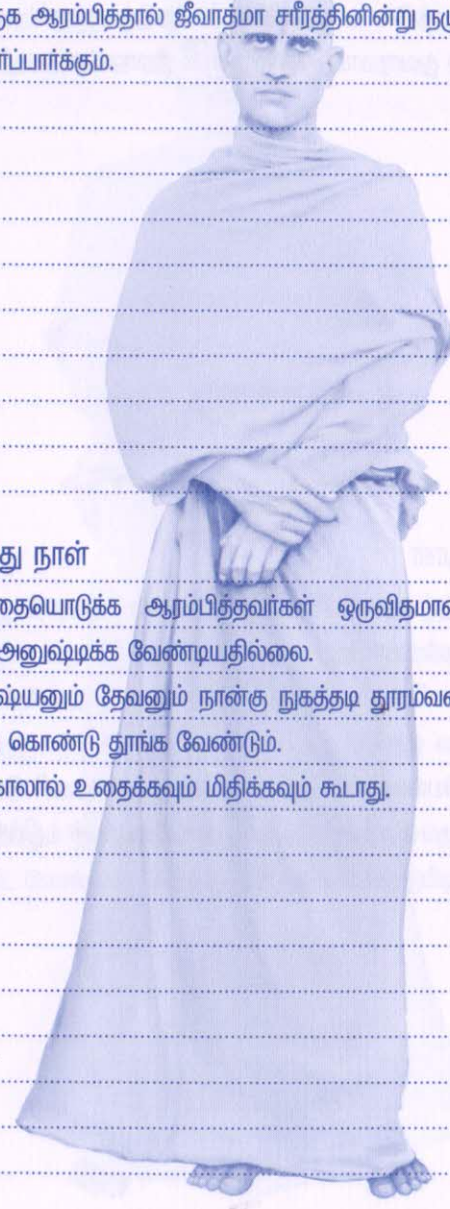 ருக ஆரம்பித்தால் ஜீவாத்மா சரீரத்தினின்று
ர்ப்பார்க்கும்.
து நாள்
தையொடுக்க ஆரம்பித்தவர்கள் ஒருவிதமான
அனுஷ்டிக்க வேண்டியதில்லை.
ஷ்யனும் தேவனும் நான்கு நுகத்தடி தூரம்வ
கொண்டு தூங்க வேண்டும்.
காலால் உதைக்கவும் மிதிக்கவும் கூடாது.